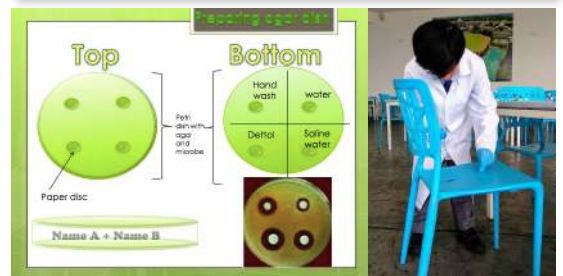 Preparing agar dish
Top
Bottom
Hand
wash
water
Petri
dish with
agar
and
microbe
Dettol
Saline
water
Paper disc
Name A + Name B